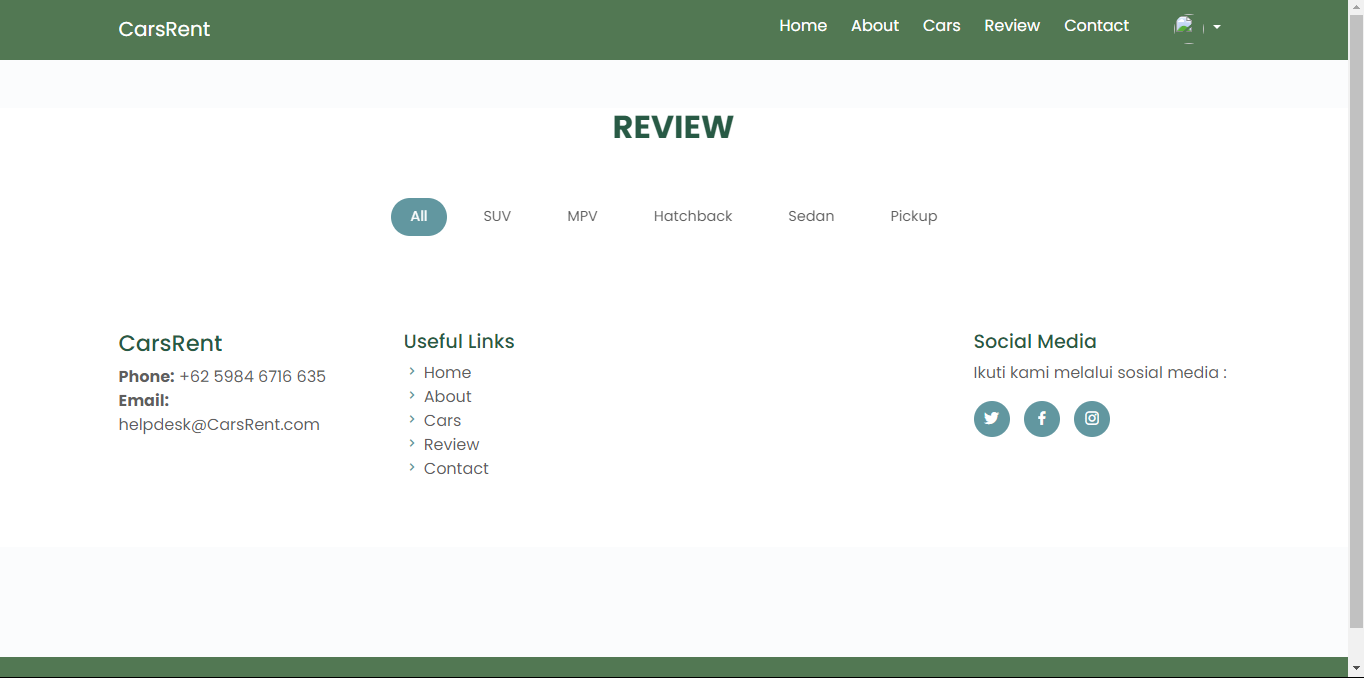 CarsRent
Home About Cars Review Contact
REVIEW
All SUV MPV Hatchback Sedan Pickup
CarsRent
Phone: +62 5984 6716 635
Email:
helpdesk@CarsRent.com
Useful Links
Home
About
Cars
Review
Contact
Social Media
Ikuti kami melalui sosial media :